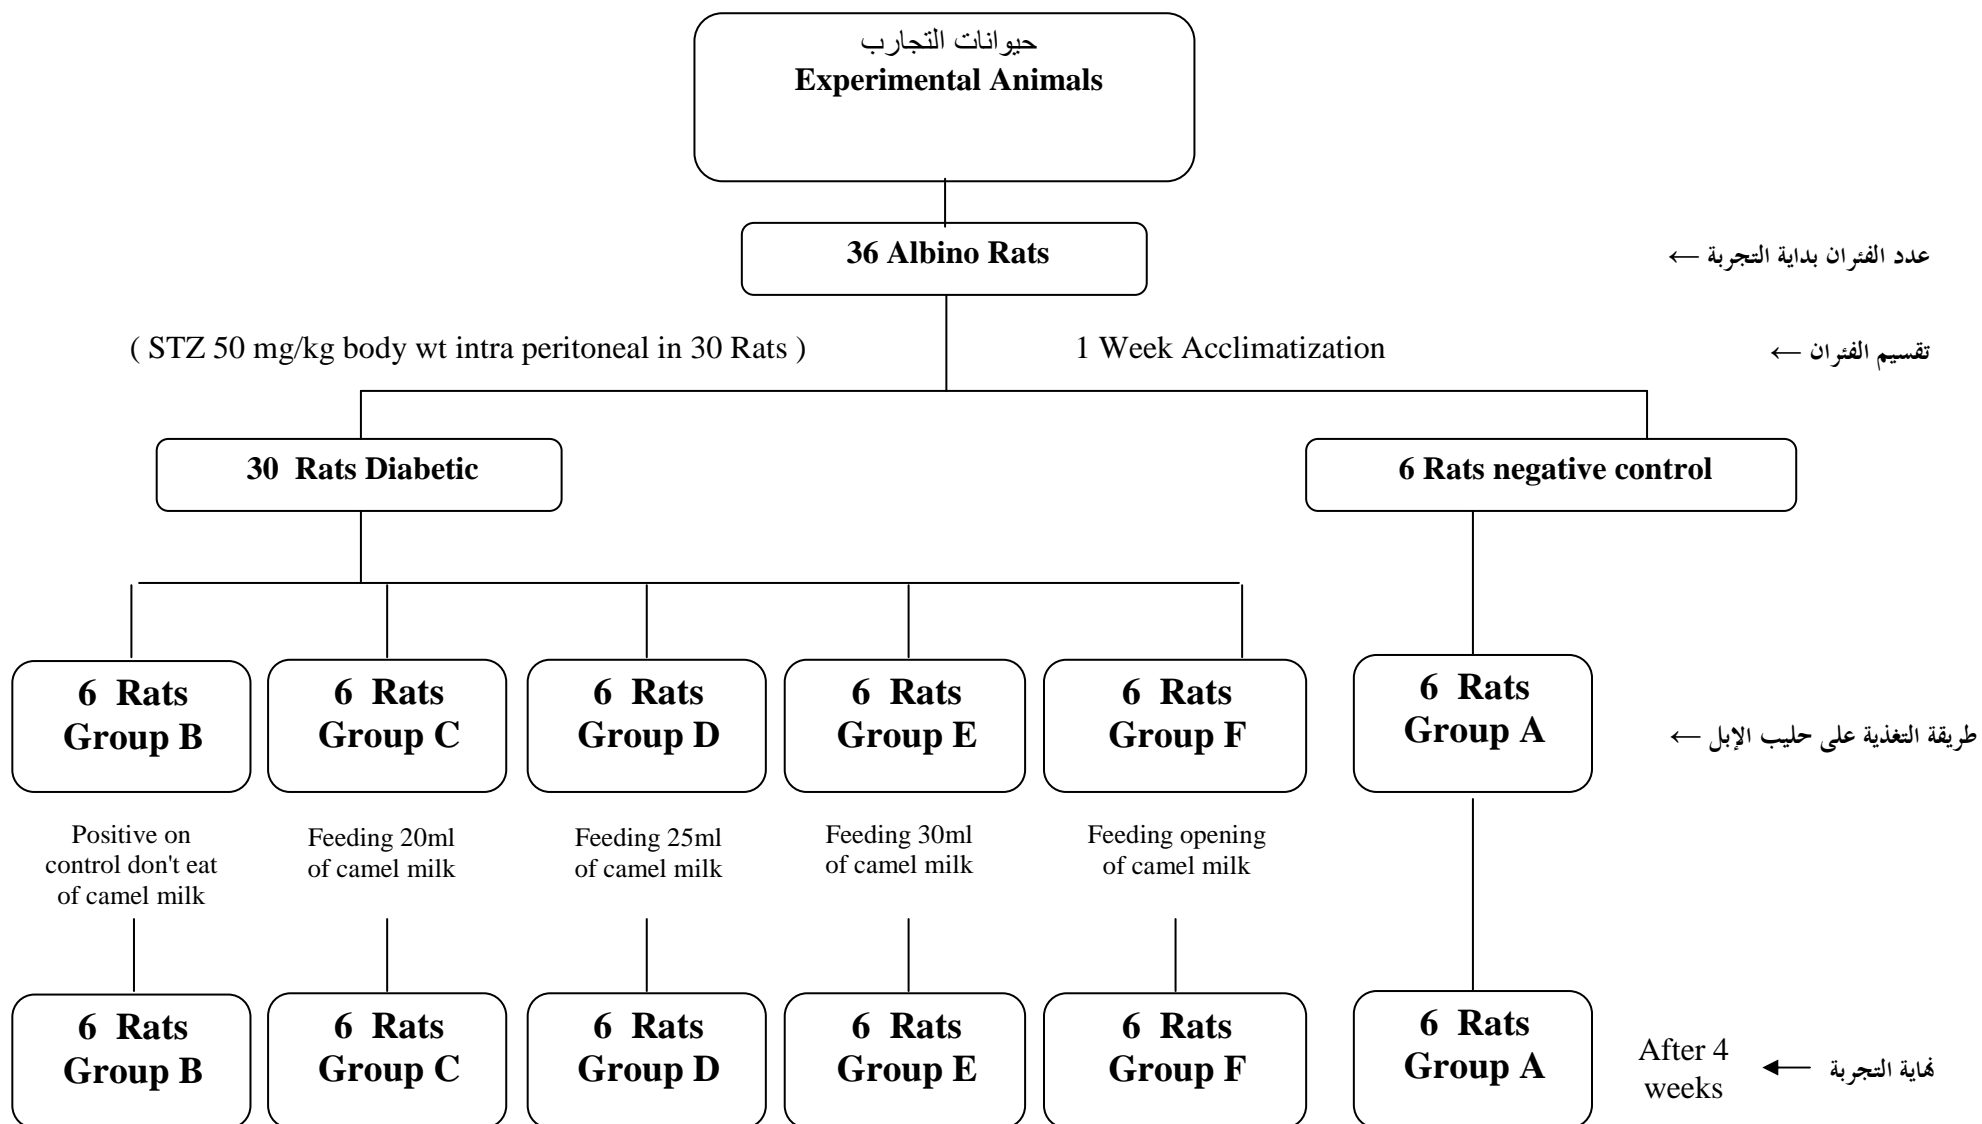 حيوانات التجارب
Experimental Animals
36 Albino Rats
عدد الفئران بداية التجربة ←
( STZ 50 mg/kg body wt intra peritoneal in 30 Rats )
1 Week Acclimatization
تقسيم الفئران ←
30 Rats Diabetic
6 Rats negative control
6 Rats
Group B
6 Rats
Group C
6 Rats
Group D
6 Rats
Group E
6 Rats
Group F
6 Rats
Group A
طريقة التغذية على حليب الإبل ←
Positive on
control don't eat
of camel milk
Feeding 20ml
of camel milk
Feeding 25ml
of camel milk
Feeding 30ml
of camel milk
Feeding opening
of camel milk
6 Rats
Group B
6 Rats
Group C
6 Rats
Group D
6 Rats
Group E
6 Rats
Group F
6 Rats
Group A
After 4
weeks
نهاية التجربة